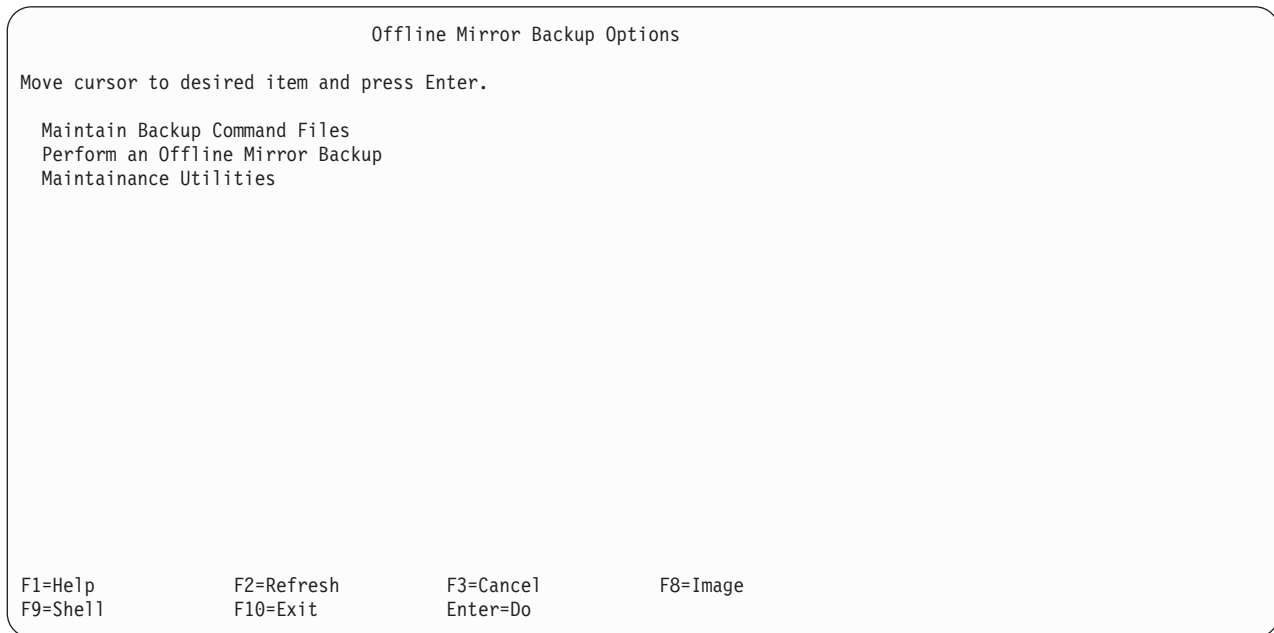 Offline Mirror Backup Options
Move cursor to desired item and press Enter.
Maintain Backup Command Files
Perform an Offline Mirror Backup
Maintainance Utilities
F1=Help F2=Refresh F3=Cancel F8=Image
F9=Shell F10=Exit Enter=Do